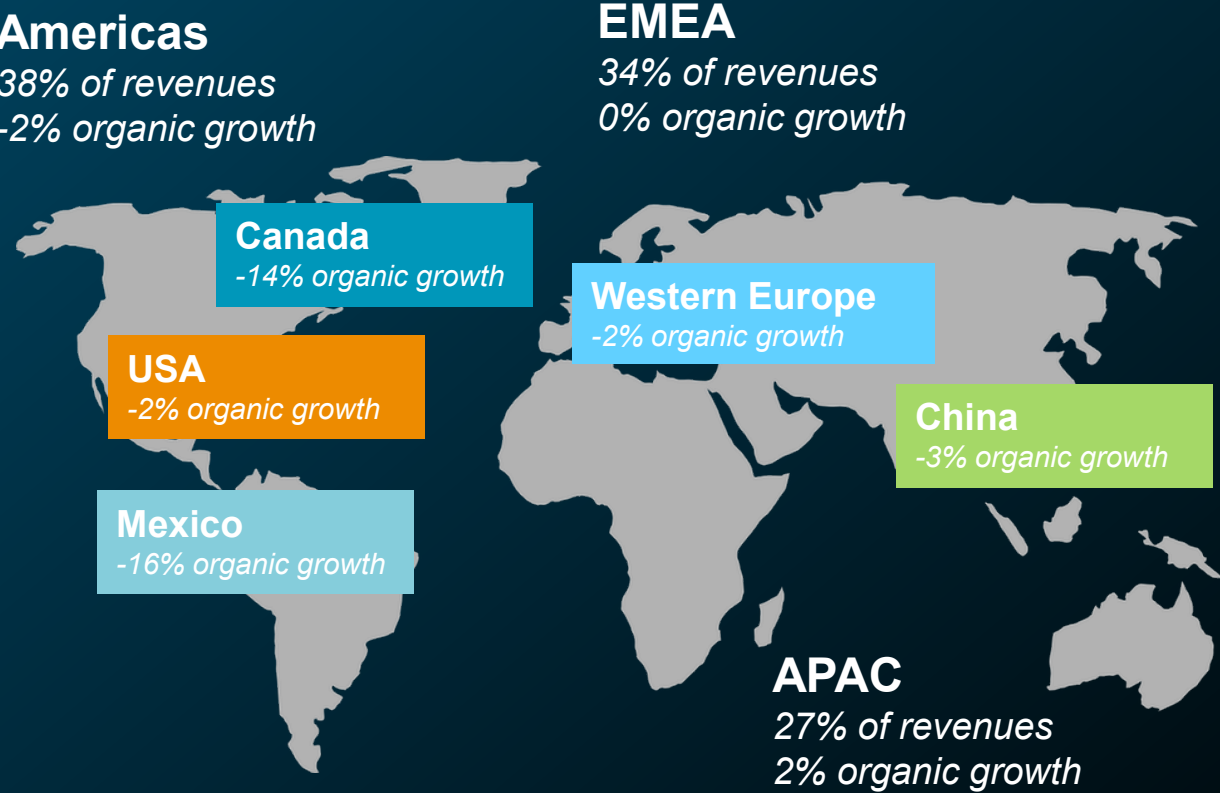 Americas
38% of revenues
-2% organic growth
EMEA
34% of revenues
0% organic growth
Canada
-14% organic growth
Western Europe
-2% organic growth
USA
-2% organic growth
China
-3% organic growth
Mexico
-16% organic growth
APAC
27% of revenues
2% organic growth